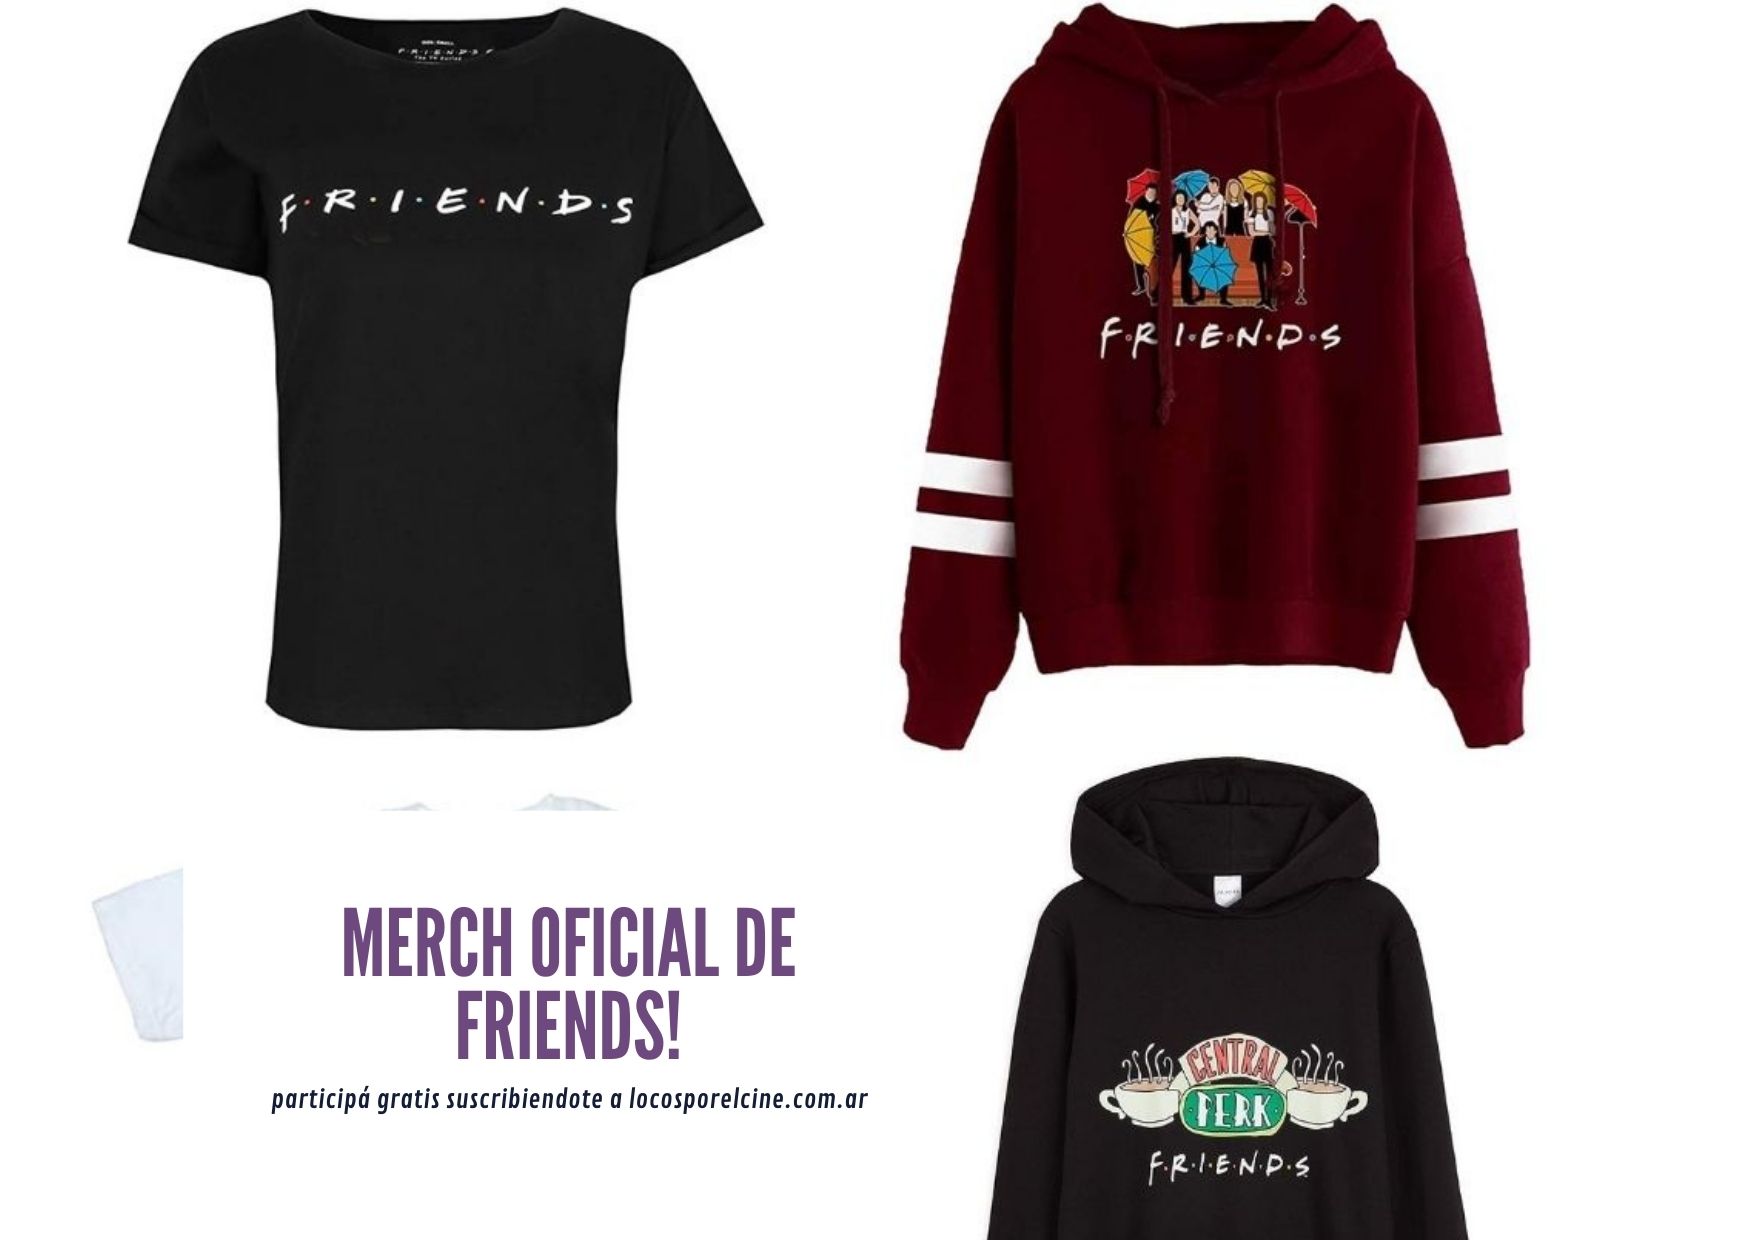 F·R·I·E·N·D·S
F·R·I·E·N·D·S
F·R·I·E·N·D·S
MERCH OFICIAL DE
FRIENDS!
participá gratis suscribiendote a locosporelcine.com.ar
CENTRAL
PERK
F·R·I·E·N·D·S